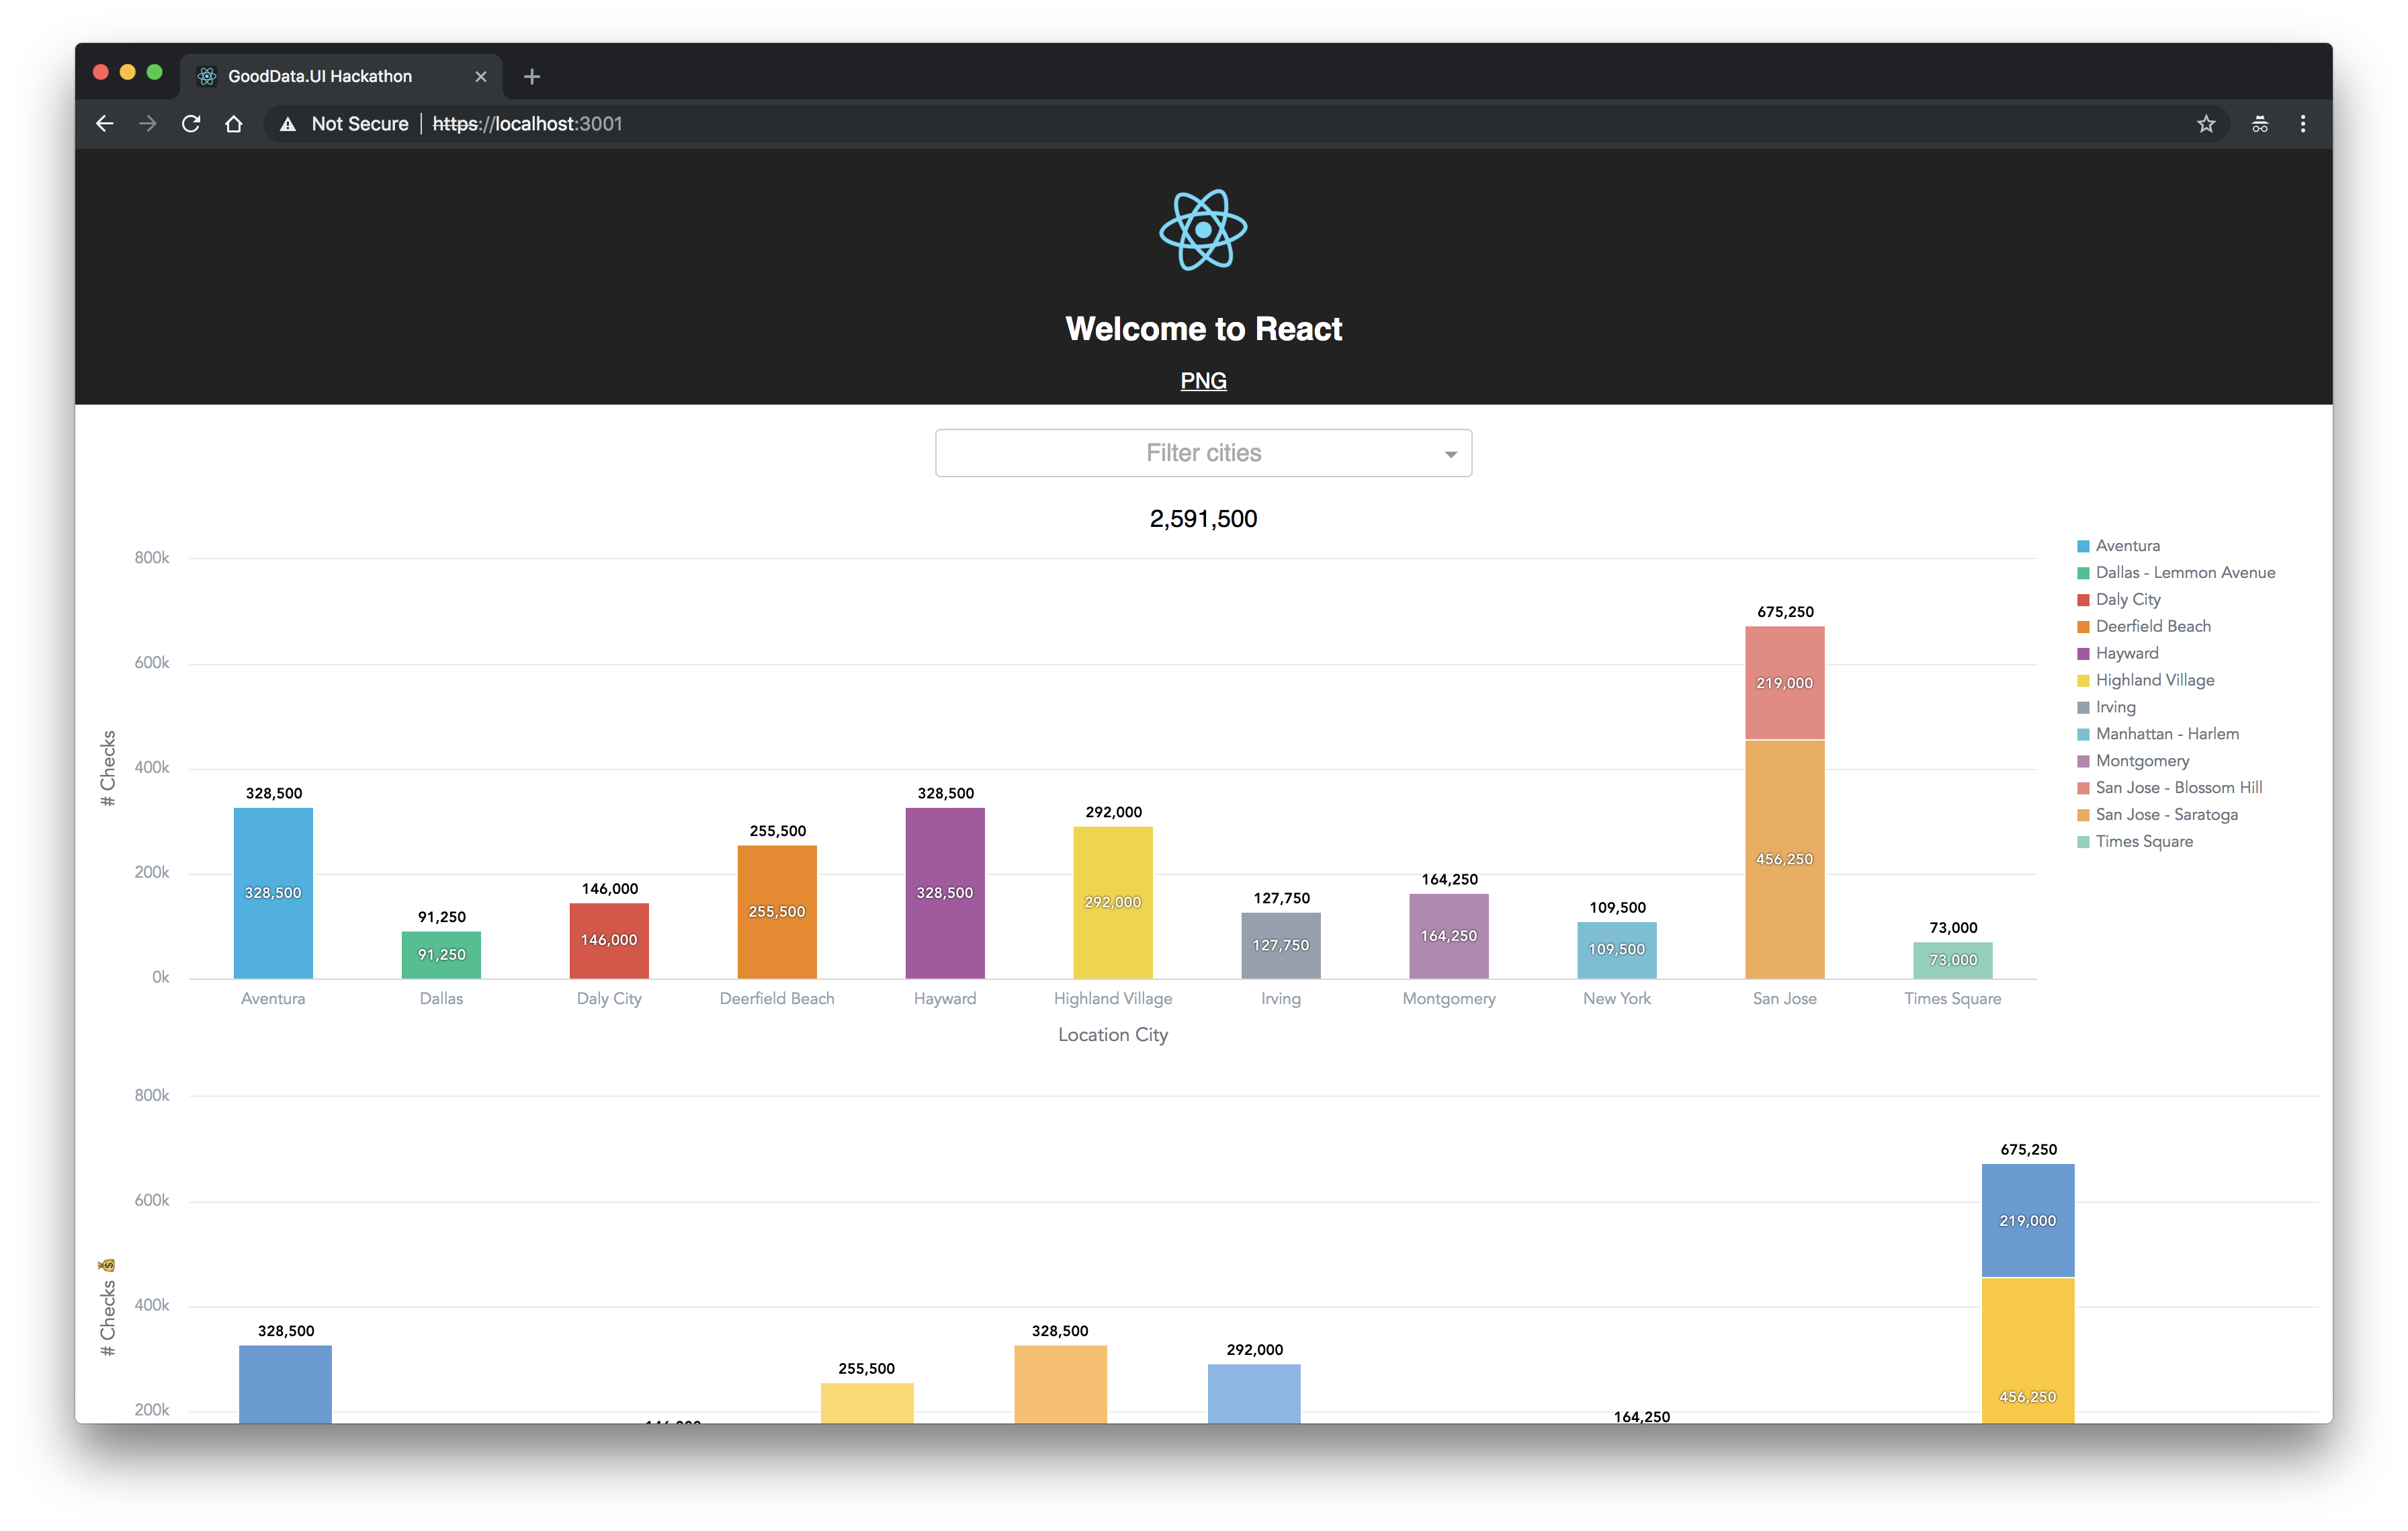 GoodData.UI Hackathon
Not Secure https://localhost:3001
Welcome to React
PNG
Filter cities
2,591,500
# Checks
800k
600k
400k
200k
0k
328,500
328,500
91,250
91,250
146,000
146,000
255,500
255,500
328,500
328,500
292,000
292,000
127,750
127,750
164,250
164,250
109,500
109,500
675,250
219,000
456,250
73,000
73,000
Aventura
Dallas
Daly City
Deerfield Beach
Hayward
Highland Village
Irving
Montgomery
New York
San Jose
Times Square
Location City
Aventura
Dallas - Lemmon Avenue
Daly City
Deerfield Beach
Hayward
Highland Village
Irving
Manhattan - Harlem
Montgomery
San Jose - Blossom Hill
San Jose - Saratoga
Times Square
# Checks 💰
800k
600k
400k
200k
328,500
146,000
255,500
328,500
292,000
164,250
675,250
219,000
456,250